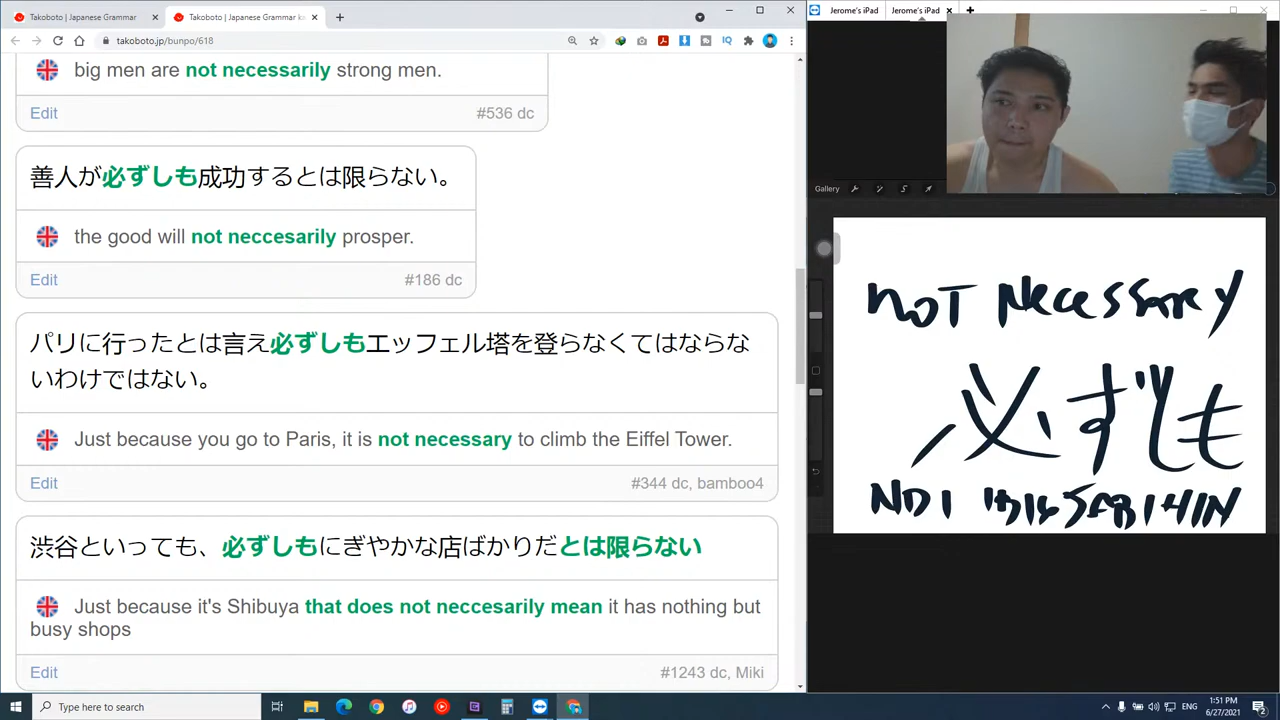 Takoboto | Japanese
Takoboto | Japanese Grammar ko
takoboto.jp/bunpo/618
IQ
big men are not necessarily strong men.
Edit
#536 dc
善人が必ずしも成功するとは限らない。
the good will not neccesarily prosper.
Edit
#186 dc
パリに行ったとは言え必ずしもエッフェル塔を登らなくてはならな
いわけではない。
Just because you go to Paris, it is not necessary to climb the Eiffel Tower.
Edit
#344 dc, bamboo4
渋谷といっても、必ずしもにぎやかな店ばかりだとは限らない
Just because it's Shibuya that does not neccesarily mean it has nothing but
busy shops
Edit
#1243 dc, Miki
Jerome's iPad
Jerome's iPad
Gallery
NOT NeCeSSARY
必ずしも
NDI IBIG SABIHIN
Type here to search
ENG
1:51 PM
6/27/2021
2